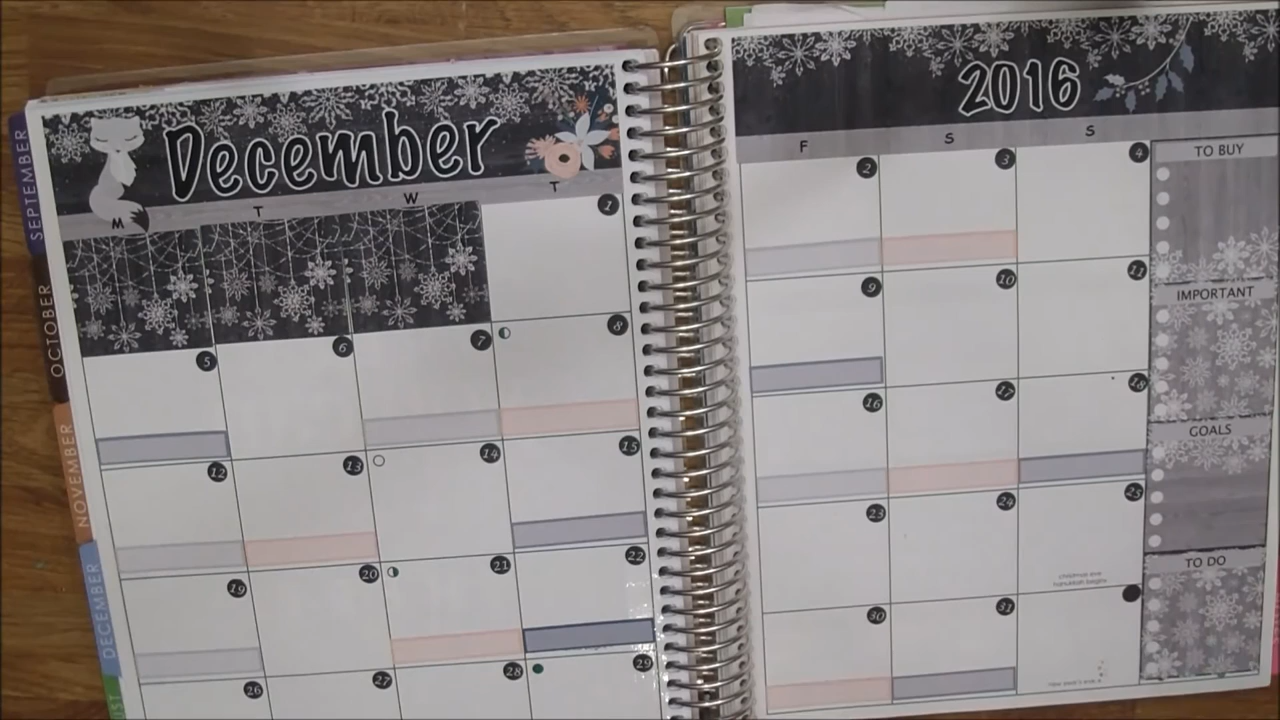 December
M T W T
1
5 6 7 8
12 13 14 15
19 20 21 22
26 27 28 29
2016
F S S
2 3 4
9 10 11
16 17 18
23 24 25
christmas eve
hanukkah begins
30 31
TO BUY
IMPORTANT
GOALS
TO DO
SEPTEMBER
OCTOBER
NOVEMBER
DECEMBER